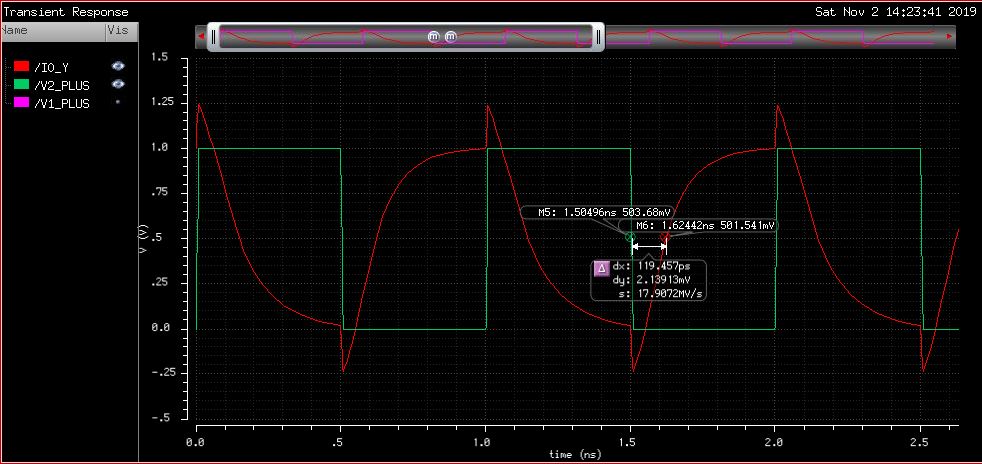 Transient Response Sat Nov 2 14:23:41 2019
Name Vis
/I0_Y
/V2_PLUS
/V1_PLUS
m m
1.5
1.25
1.0
.75
.5
.25
0.0
-.25
-.5
V (V)
M5: 1.50496ns 503.68mV
M6: 1.62442ns 501.541mV
Δ dx: 119.457ps
dy: 2.13913mV
s: 17.9072MV/s
0.0 .5 1.0 1.5 2.0 2.5
time (ns)